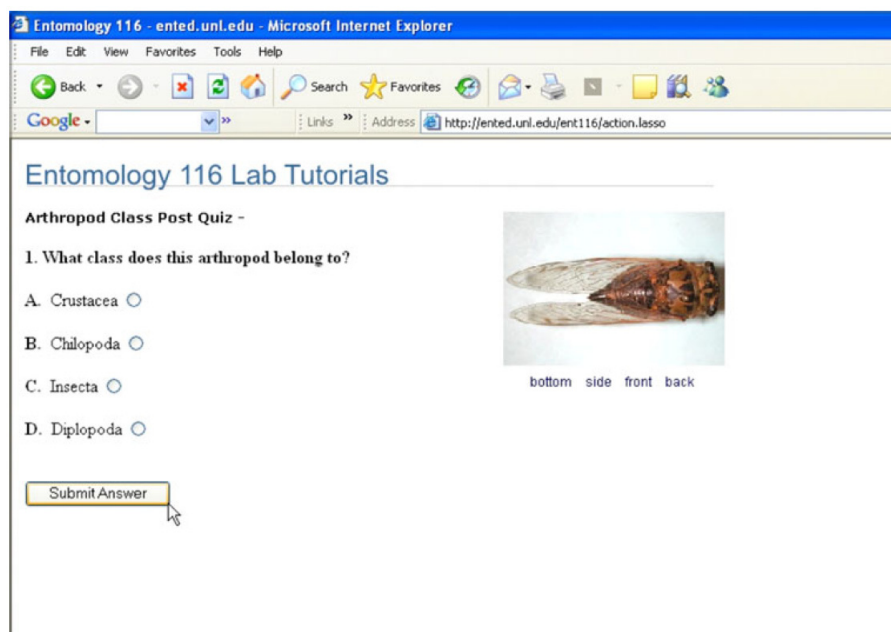 Entomology 116 - ented.unl.edu - Microsoft Internet Explorer
File Edit View Favorites Tools Help
Back Search Favorites
Google Links » Address http://ented.unl.edu/ent116/action.lasso
Entomology 116 Lab Tutorials
Arthropod Class Post Quiz -
1. What class does this arthropod belong to?
A. Crustacea
B. Chilopoda
C. Insecta
D. Diplopoda
bottom side front back
Submit Answer